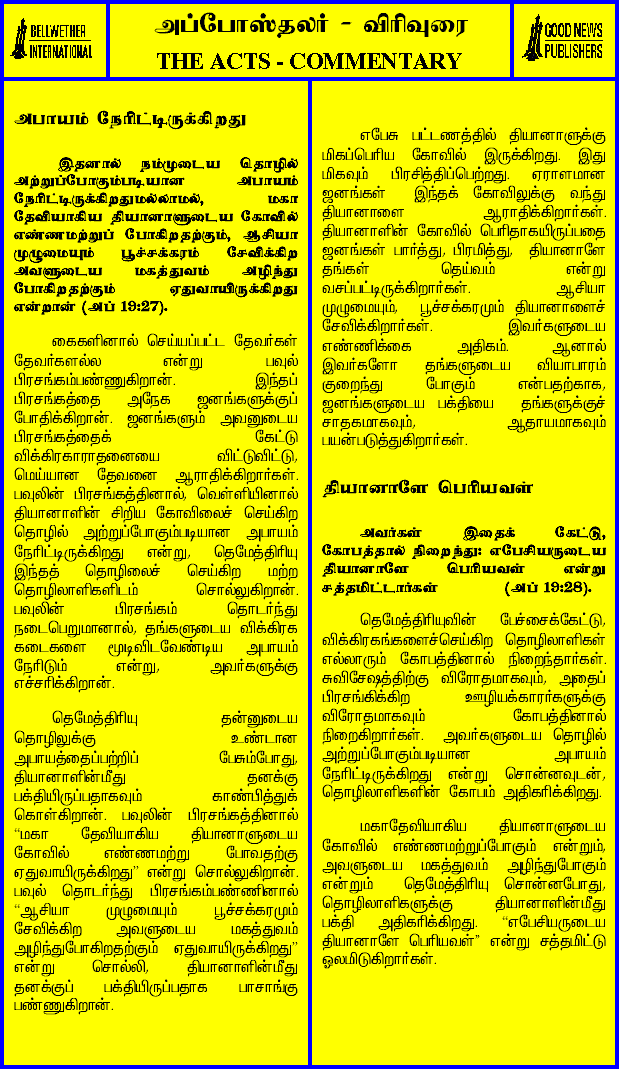 BELLWETHER
INTERNATIONAL
அப்போஸ்தலர் - விரிவுரை
THE ACTS - COMMENTARY
GOOD NEWS
PUBLISHERS
அபாயம் நேரிட்டிருக்கிறது
இதனால் நம்முடைய தொழில்
அற்றுப்போகும்படியான அபாயம்
நேரிட்டிருக்கிறதுமல்லாமல், மகா
தேவியாகிய தியானாளுடைய கோவில்
எண்ணமற்றுப் போகிறதற்கும், ஆசியா
முழுமையும் பூச்சக்கரம் சேவிக்கிற
அவளுடைய மகத்துவம் அழிந்து
போகிறதற்கும் ஏதுவாயிருக்கிறது
என்றான் (அப் 19:27).
கைகளினால் செய்யப்பட்ட தேவர்கள்
தேவர்களல்ல என்று பவுல்
பிரசங்கம்பண்ணுகிறான். இந்தப்
பிரசங்கத்தை அநேக ஜனங்களுக்குப்
போதிக்கிறான். ஜனங்களும் அவனுடைய
பிரசங்கத்தைக் கேட்டு
விக்கிரகாராதனையை விட்டுவிட்டு,
மெய்யான தேவனை ஆராதிக்கிறார்கள்.
பவுலின் பிரசங்கத்தினால், வெள்ளியினால்
தியானாளின் சிறிய கோவிலைச் செய்கிற
தொழில் அற்றுப்போகும்படியான அபாயம்
நேரிட்டிருக்கிறது என்று, தெமேத்திரியு
இந்தத் தொழிலைச் செய்கிற மற்ற
தொழிலாளிகளிடம் சொல்லுகிறான்.
பவுலின் பிரசங்கம் தொடர்ந்து
நடைபெறுமானால், தங்களுடைய விக்கிரக
கடைகளை மூடிவிடவேண்டிய அபாயம்
நேரிடும் என்று, அவர்களுக்கு
எச்சரிக்கிறான்.
தெமேத்திரியு தன்னுடைய
தொழிலுக்கு உண்டான
அபாயத்தைப்பற்றிப் பேசும்போது,
தியானாளின்மீது தனக்கு
பக்தியிருப்பதாகவும் காண்பித்துக்
கொள்கிறான். பவுலின் பிரசங்கத்தினால்
“மகா தேவியாகிய தியானாளுடைய
கோவில் எண்ணமற்று போவதற்கு
ஏதுவாயிருக்கிறது” என்று சொல்லுகிறான்.
பவுல் தொடர்ந்து பிரசங்கம்பண்ணினால்
“ஆசியா முழுமையும் பூச்சக்கரமும்
சேவிக்கிற அவளுடைய மகத்துவம்
அழிந்துபோகிறதற்கும் ஏதுவாயிருக்கிறது”
என்று சொல்லி, தியானாளின்மீது
தனக்குப் பக்தியிருப்பதாக பாசாங்கு
பண்ணுகிறான்.
எபேசு பட்டணத்தில் தியானாளுக்கு
மிகப்பெரிய கோவில் இருக்கிறது. இது
மிகவும் பிரசித்திப்பெற்றது. ஏராளமான
ஜனங்கள் இந்தக் கோவிலுக்கு வந்து
தியானாளை ஆராதிக்கிறார்கள்.
தியானாளின் கோவில் பெரிதாகயிருப்பதை
ஜனங்கள் பார்த்து, பிரமித்து, தியானாளே
தங்கள் தெய்வம் என்று
வசப்பட்டிருக்கிறார்கள். ஆசியா
முழுமையும், பூச்சக்கரமும் தியானாளைச்
சேவிக்கிறார்கள். இவர்களுடைய
எண்ணிக்கை அதிகம். ஆனால்
இவர்களோ தங்களுடைய வியாபாரம்
குறைந்து போகும் என்பதற்காக,
ஜனங்களுடைய பக்தியை தங்களுக்குச்
சாதகமாகவும், ஆதாயமாகவும்
பயன்படுத்துகிறார்கள்.
தியானாளே பெரியவள்
அவர்கள் இதைக் கேட்டு,
கோபத்தால் நிறைந்து: எபேசியருடைய
தியானாளே பெரியவள் என்று
சத்தமிட்டார்கள் (அப் 19:28).
தெமேத்திரியுவின் பேச்சைக்கேட்டு,
விக்கிரகங்களைச்செய்கிற தொழிலாளிகள்
எல்லாரும் கோபத்தினால் நிறைந்தார்கள்.
சுவிசேஷத்திற்கு விரோதமாகவும், அதைப்
பிரசங்கிக்கிற ஊழியக்காரர்களுக்கு
விரோதமாகவும் கோபத்தினால்
நிறைகிறார்கள். அவர்களுடைய தொழில்
அற்றுப்போகும்படியான அபாயம்
நேரிட்டிருக்கிறது என்று சொன்னவுடன்,
தொழிலாளிகளின் கோபம் அதிகரிக்கிறது.
மகாதேவியாகிய தியானாளுடைய
கோவில் எண்ணமற்றுப்போகும் என்றும்,
அவளுடைய மகத்துவம் அழிந்துபோகும்
என்றும் தெமேத்திரியு சொன்னபோது,
தொழிலாளிகளுக்கு தியானாளின்மீது
பக்தி அதிகரிக்கிறது. “எபேசியருடைய
தியானாளே பெரியவள்” என்று சத்தமிட்டு
ஓலமிடுகிறார்கள்.